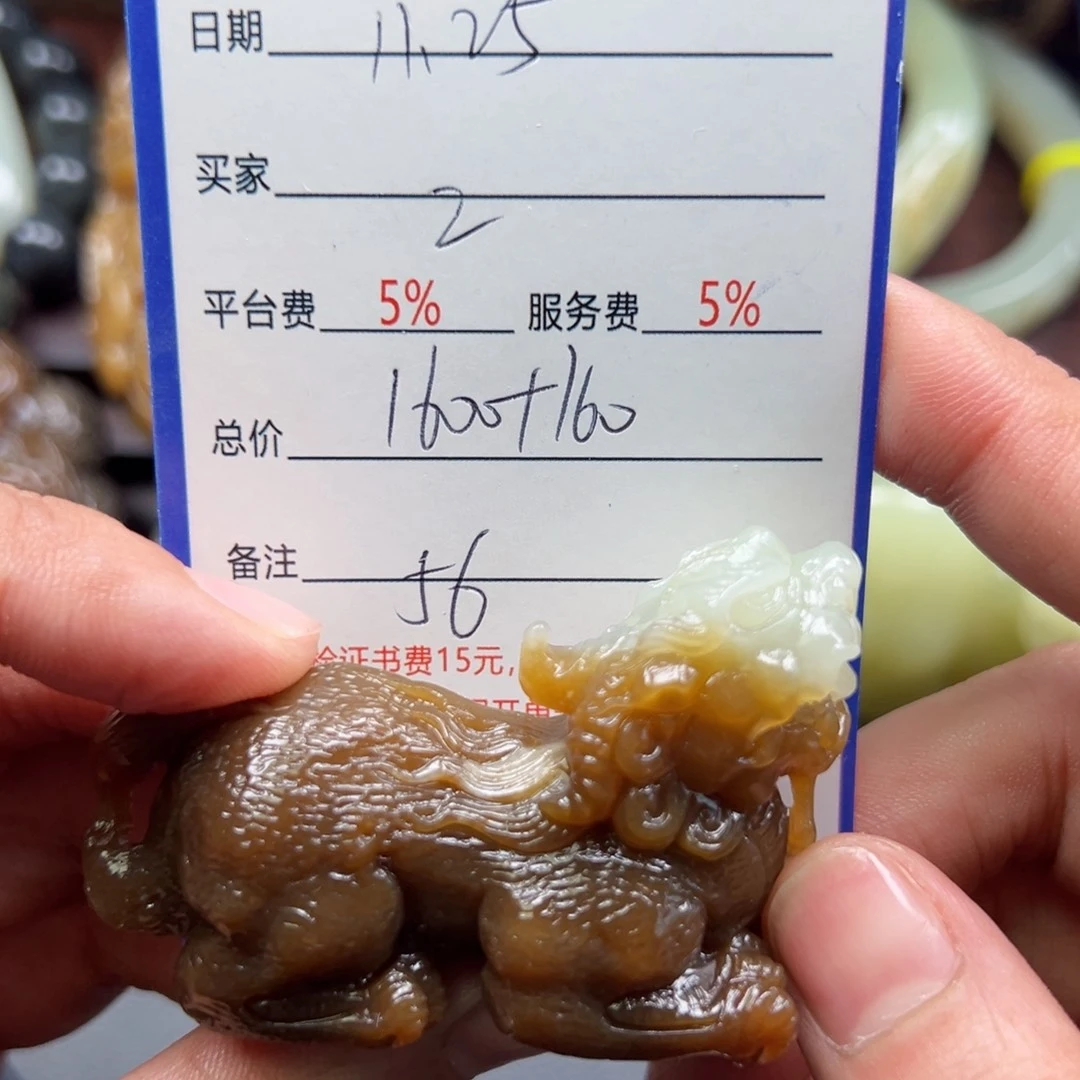 日期 11.25
买家 2
平台费 5% 服务费 5%
总价 1600+160
备注 56
验证书费15元,